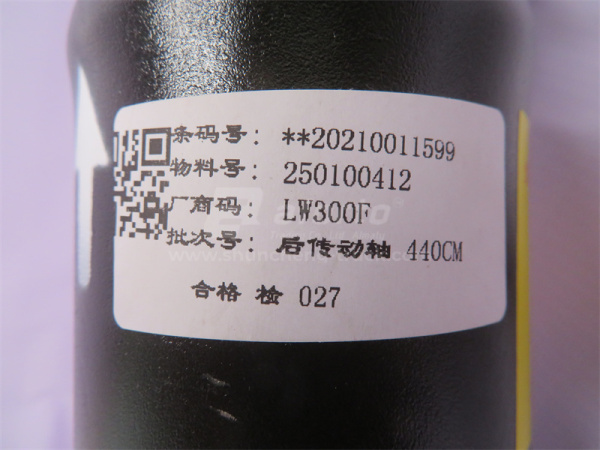 条码号: **20210011599
物料号: 250100412
厂商码: LW300F
批次号: 后传动轴 440CM
合格 检 027